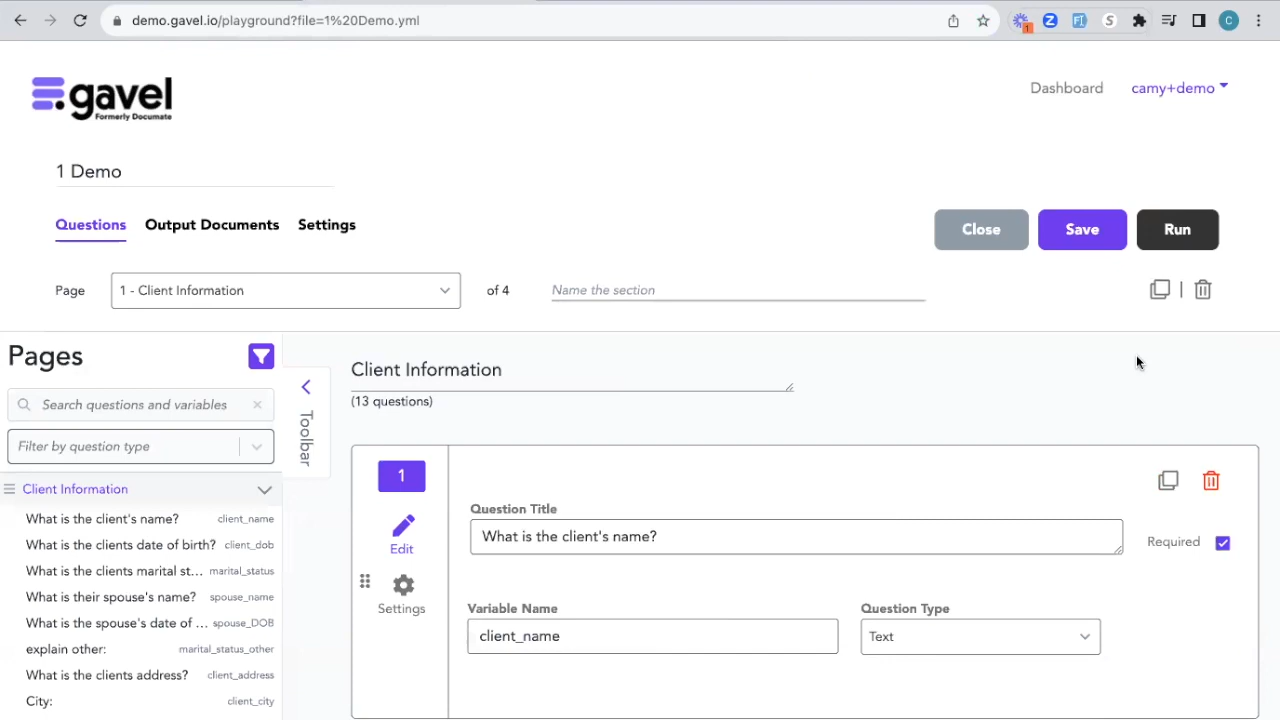 demo.gavel.io/playground?file=1%20Demo.yml
1
Z
S
C
gavel
Formerly Documate
Dashboard
camy+demo
1 Demo
Questions
Output Documents
Settings
Close
Save
Run
Page
1 - Client Information
of 4
Name the section
Pages
Search questions and variables
Filter by question type
Client Information
What is the client's name? client_name
What is the clients date of birth? client_dob
What is the clients marital st... marital_status
What is their spouse's name? spouse_name
What is the spouse's date of ... spouse_DOB
explain other: marital_status_other
What is the clients address? client_address
City: client_city
Toolbar
Client Information
(13 questions)
1
Edit
Settings
Question Title
What is the client's name?
Required
Variable Name
client_name
Question Type
Text